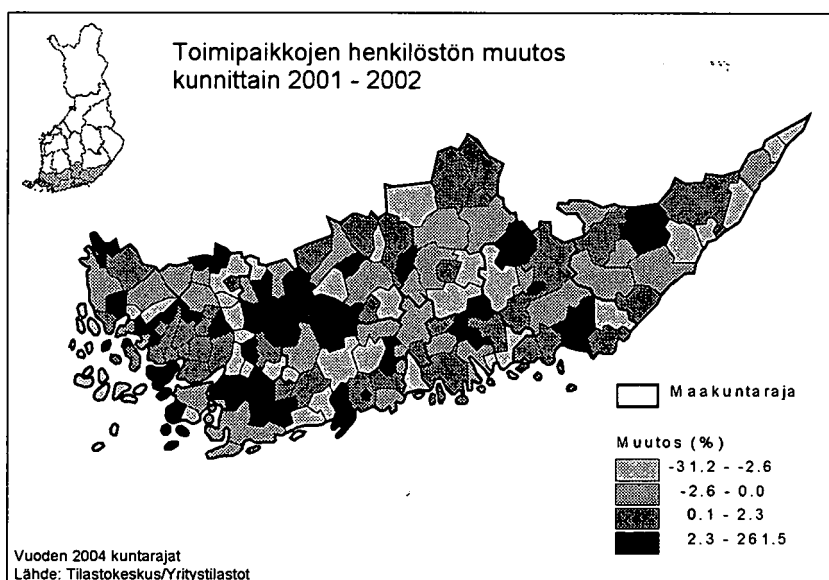 Toimipaikkojen henkilöstön muutos
kunnittain 2001 - 2002
Maakuntaraja
Muutos (%)
-31.2 - -2.6
-2.6 - 0.0
0.1 - 2.3
2.3 - 261.5
Vuoden 2004 kuntarajat
Lähde: Tilastokeskus/Yritystilastot